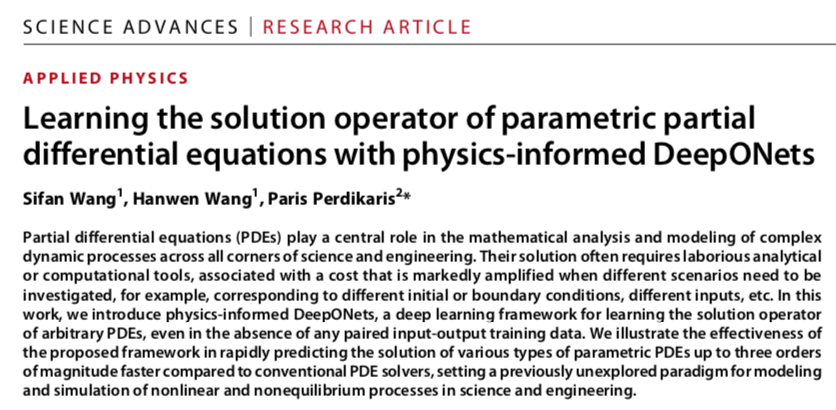 SCIENCE ADVANCES | RESEARCH ARTICLE
APPLIED PHYSICS
Learning the solution operator of parametric partial
differential equations with physics-informed DeepONets
Sifan Wang1, Hanwen Wang1, Paris Perdikaris2*
Partial differential equations (PDEs) play a central role in the mathematical analysis and modeling of complex
dynamic processes across all corners of science and engineering. Their solution often requires laborious analytical
or computational tools, associated with a cost that is markedly amplified when different scenarios need to be
investigated, for example, corresponding to different initial or boundary conditions, different inputs, etc. In this
work, we introduce physics-informed DeepONets, a deep learning framework for learning the solution operator
of arbitrary PDEs, even in the absence of any paired input-output training data. We illustrate the effectiveness of
the proposed framework in rapidly predicting the solution of various types of parametric PDEs up to three orders
of magnitude faster compared to conventional PDE solvers, setting a previously unexplored paradigm for modeling
and simulation of nonlinear and nonequilibrium processes in science and engineering.